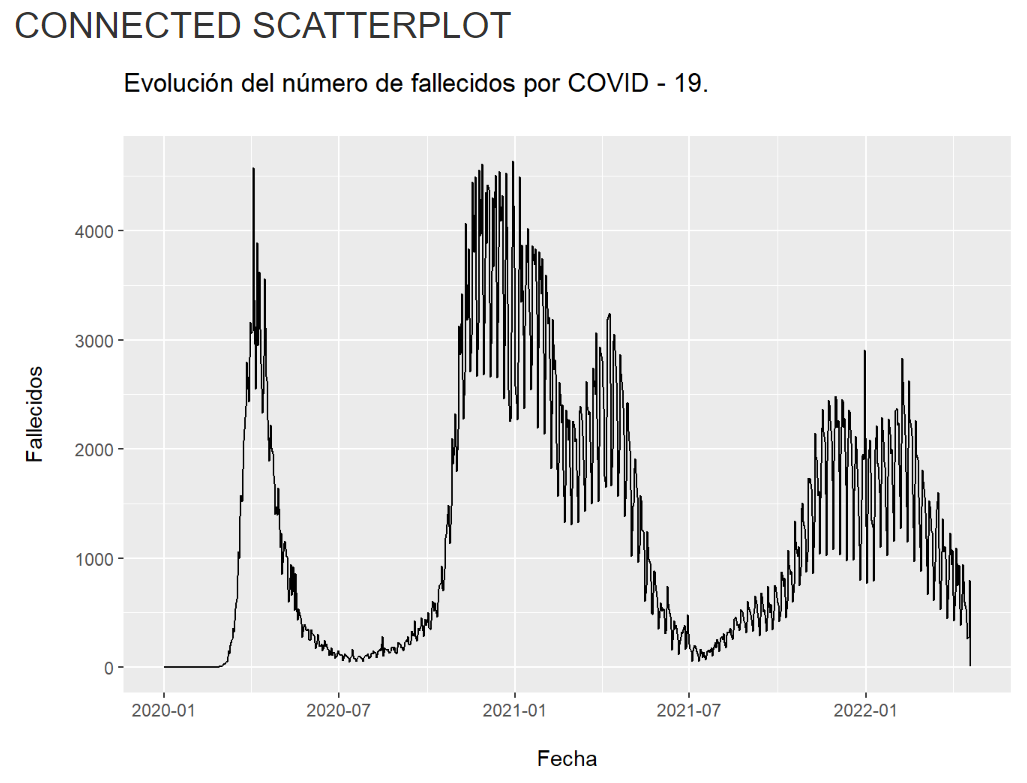 CONNECTED SCATTERPLOT
Evolución del número de fallecidos por COVID - 19.
4000
3000
2000
1000
0
Fallecidos
2020-01 2020-07 2021-01 2021-07 2022-01
Fecha